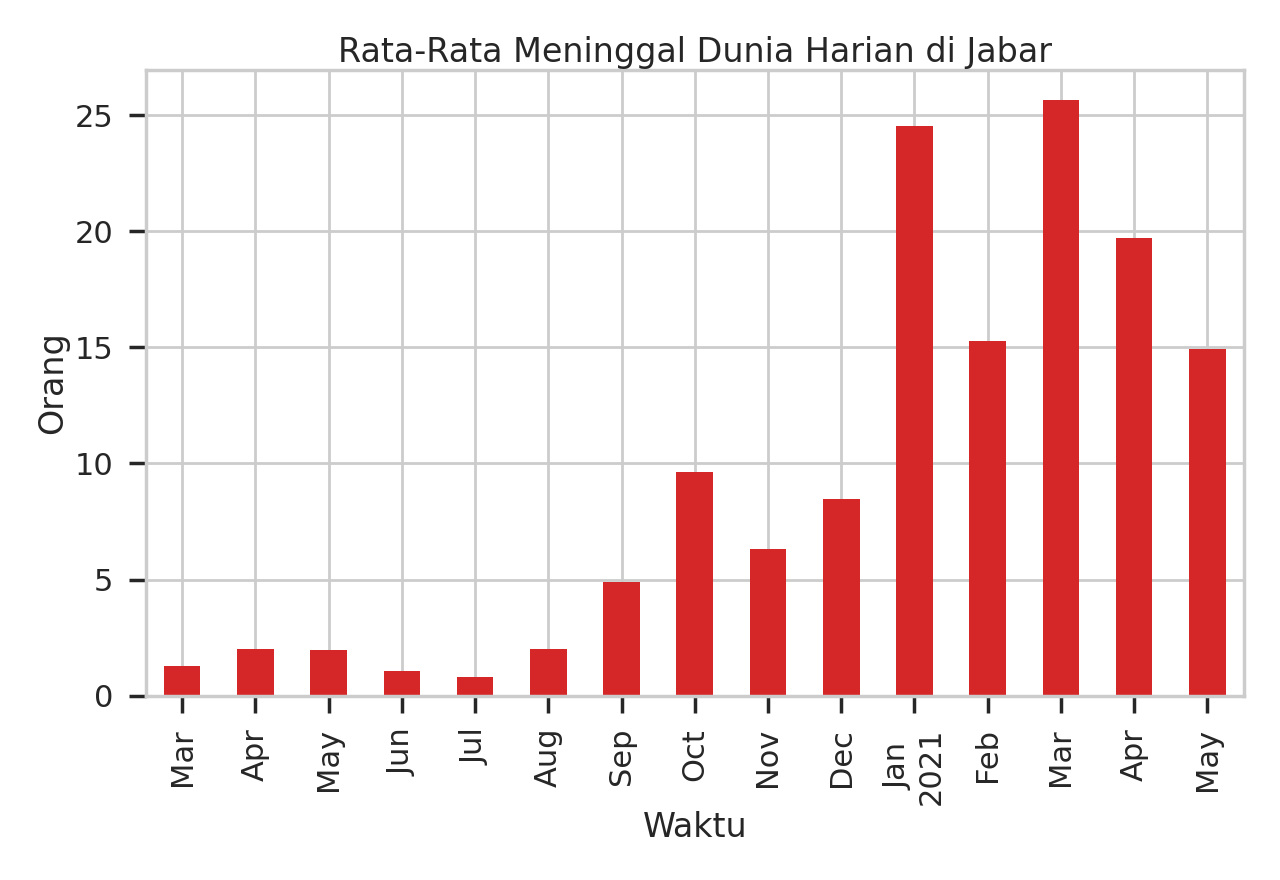 Rata-Rata Meninggal Dunia Harian di Jabar
25
20
15
10
5
0
Orang
Mar
Apr
May
Jun
Jul
Aug
Sep
Oct
Nov
Dec
Jan
2021
Feb
Mar
Apr
May
Waktu